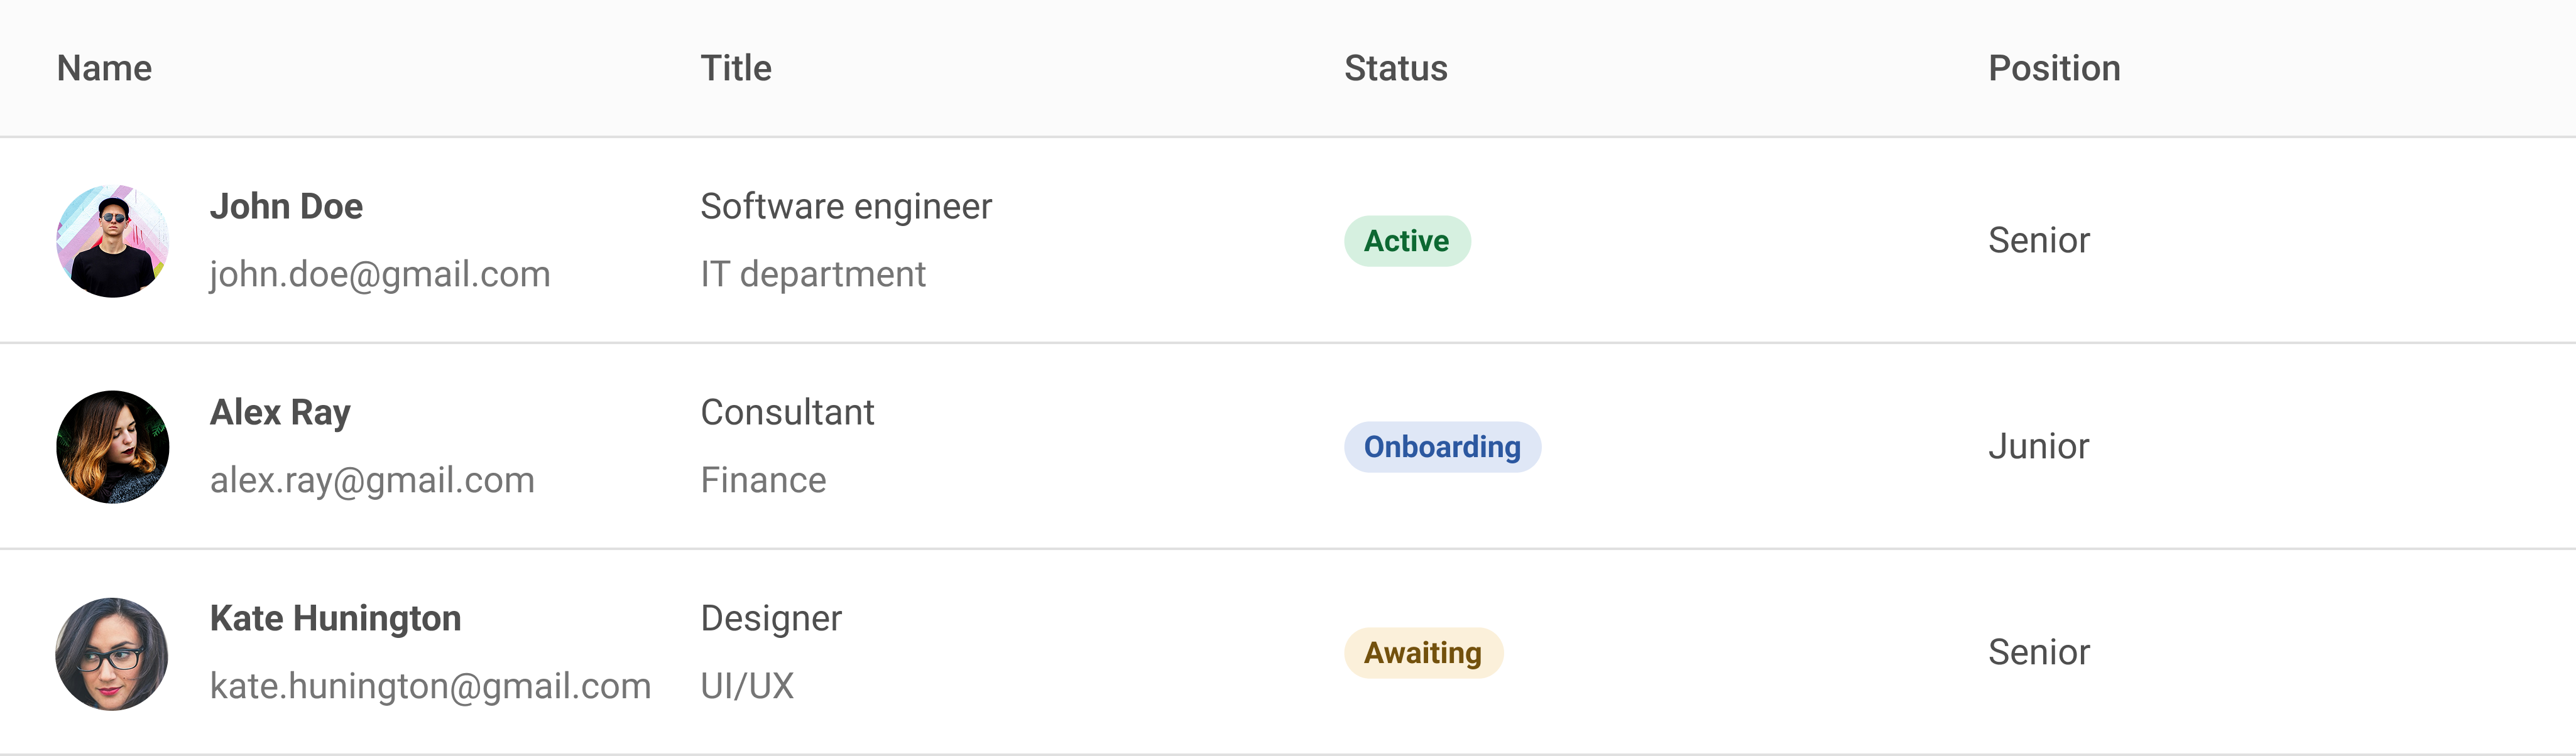 Name Title Status Position
John Doe Software engineer
Active Senior
john.doe@gmail.com IT department
Alex Ray Consultant
Onboarding Junior
alex.ray@gmail.com Finance
Kate Hunington Designer
Awaiting Senior
kate.hunington@gmail.com UI/UX